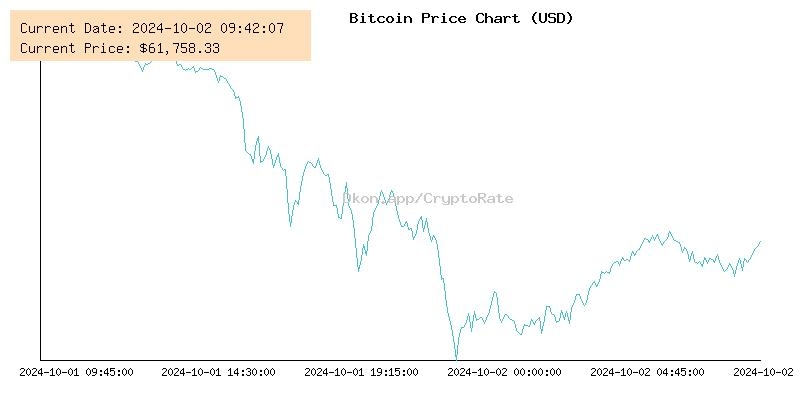 Bitcoin Price Chart (USD)
Current Date: 2024-10-02 09:42:07
Current Price: $61,758.33
Okon.app/CryptoRate
2024-10-01 09:45:00
2024-10-01 14:30:00
2024-10-01 19:15:00
2024-10-02 00:00:00
2024-10-02 04:45:00
2024-10-02